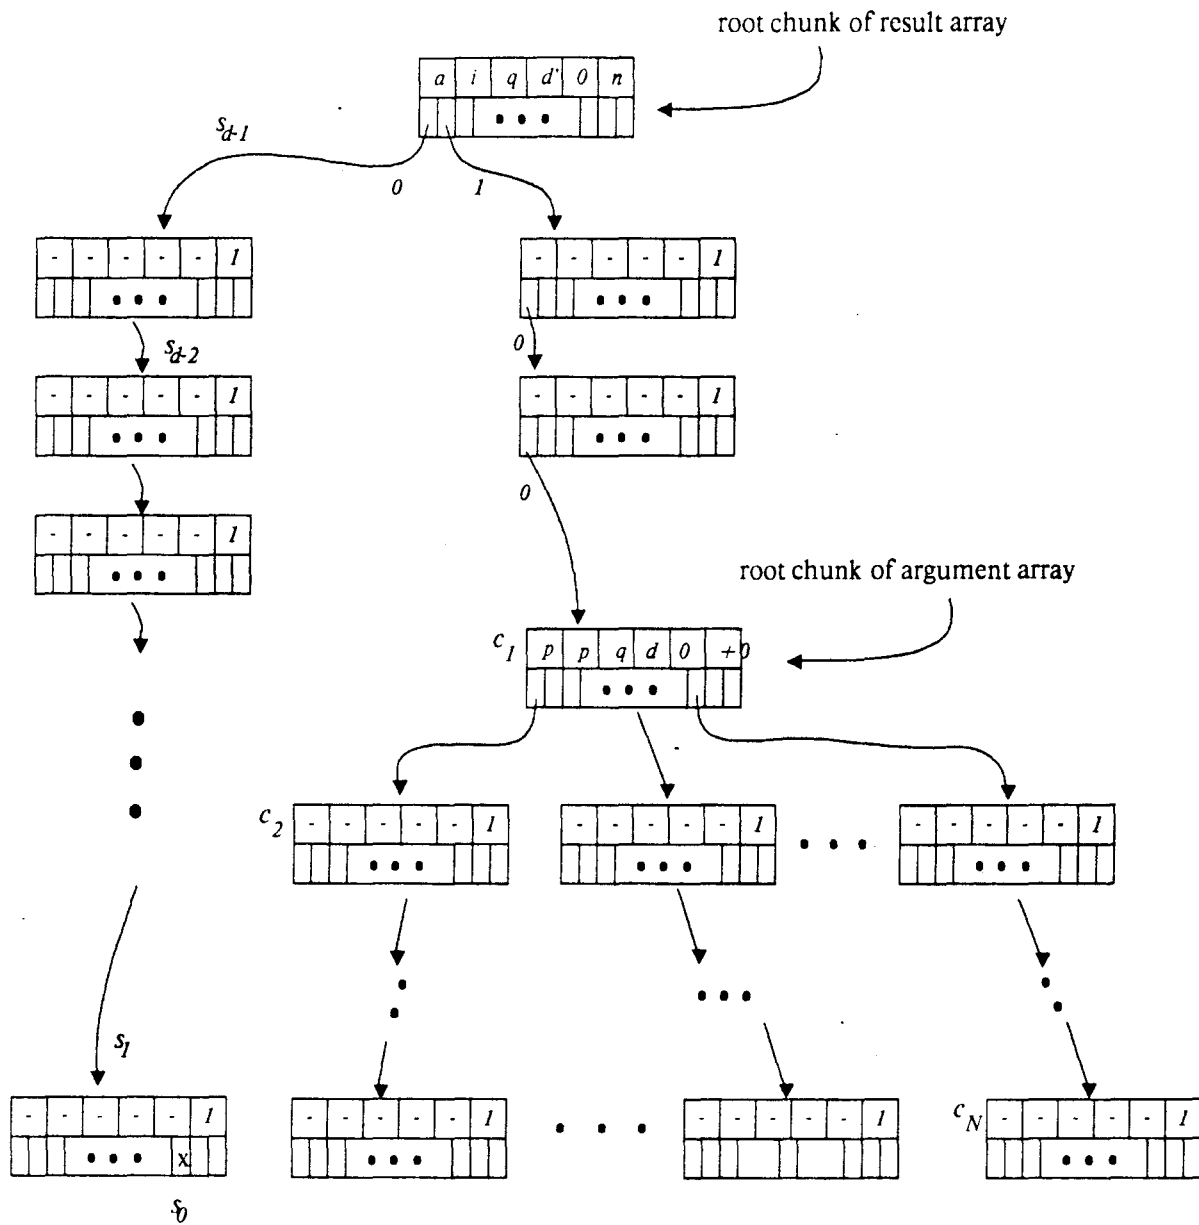 root chunk of result array
a i q d' 0 n
s_{d-1}
0 1
- - - - - 1
- - - - - 1
s_{d-2}
0
- - - - - 1
- - - - - 1
0
- - - - - 1
root chunk of argument array
c_1 p p q d 0 +0
c_2 - - - - - 1
- - - - - 1
- - - - - 1
s_1
- - - - - 1
- - - - - 1
- - - - - 1
c_N - - - - - 1
x
s_0